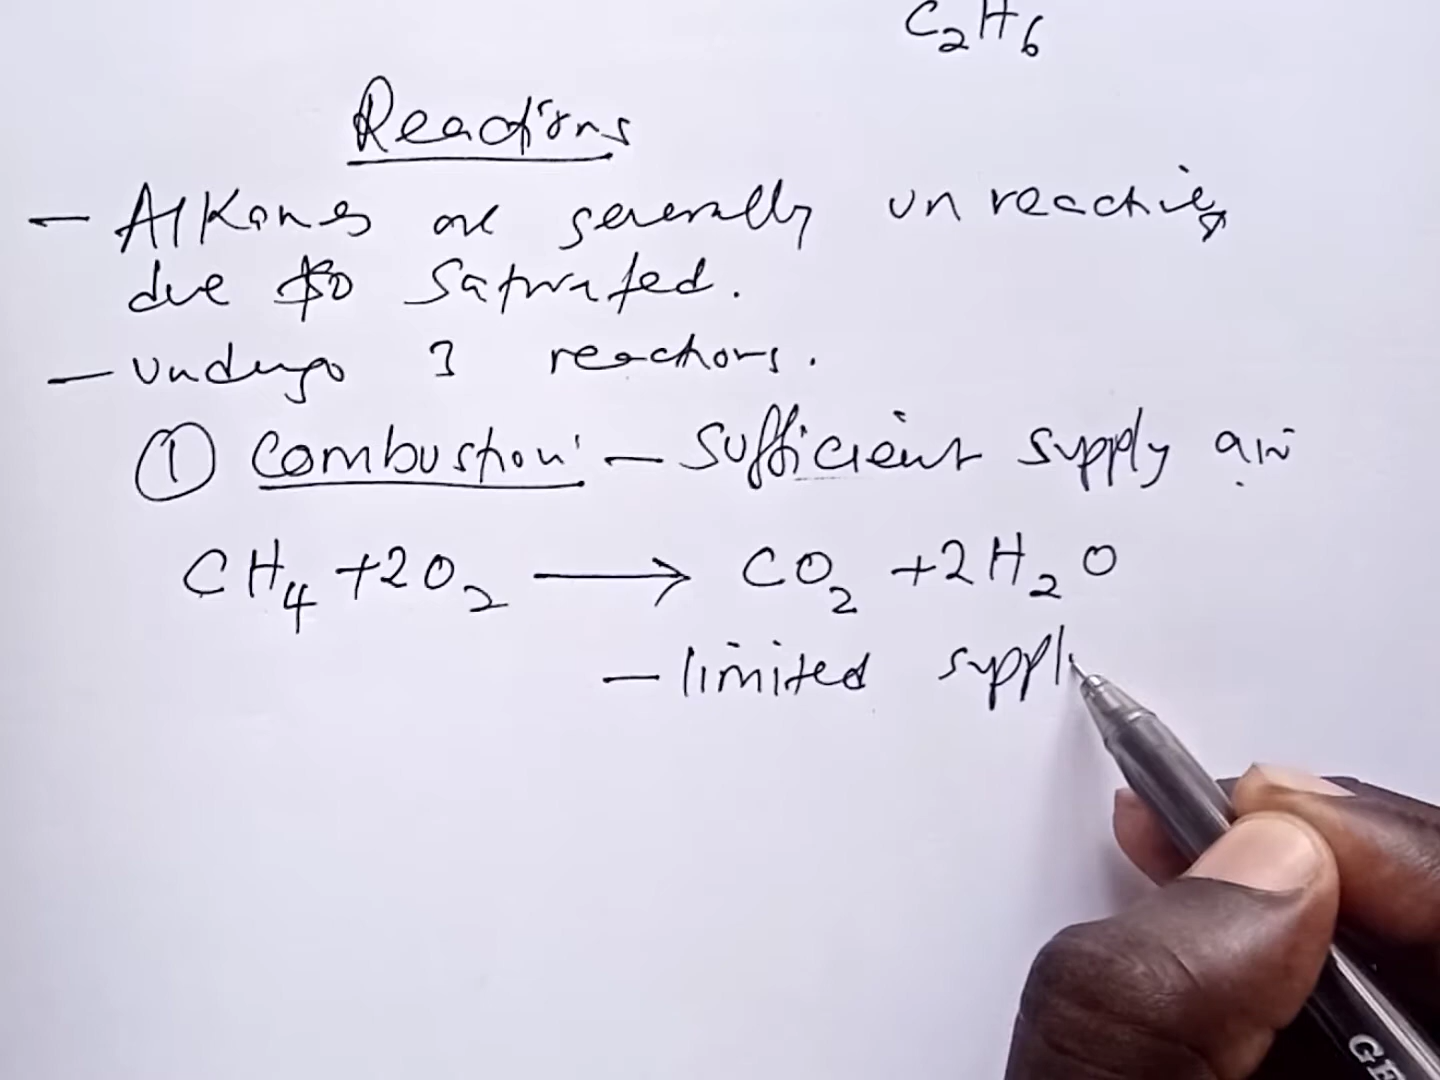 C₂H₆
Reactions
- Alkanes are generally unreactive
due to saturated.
- Undergo 3 reactions.
① Combustion - sufficient supply air
CH₄ + 2O₂ ⟶ CO₂ + 2H₂O
- limited suppl
GE